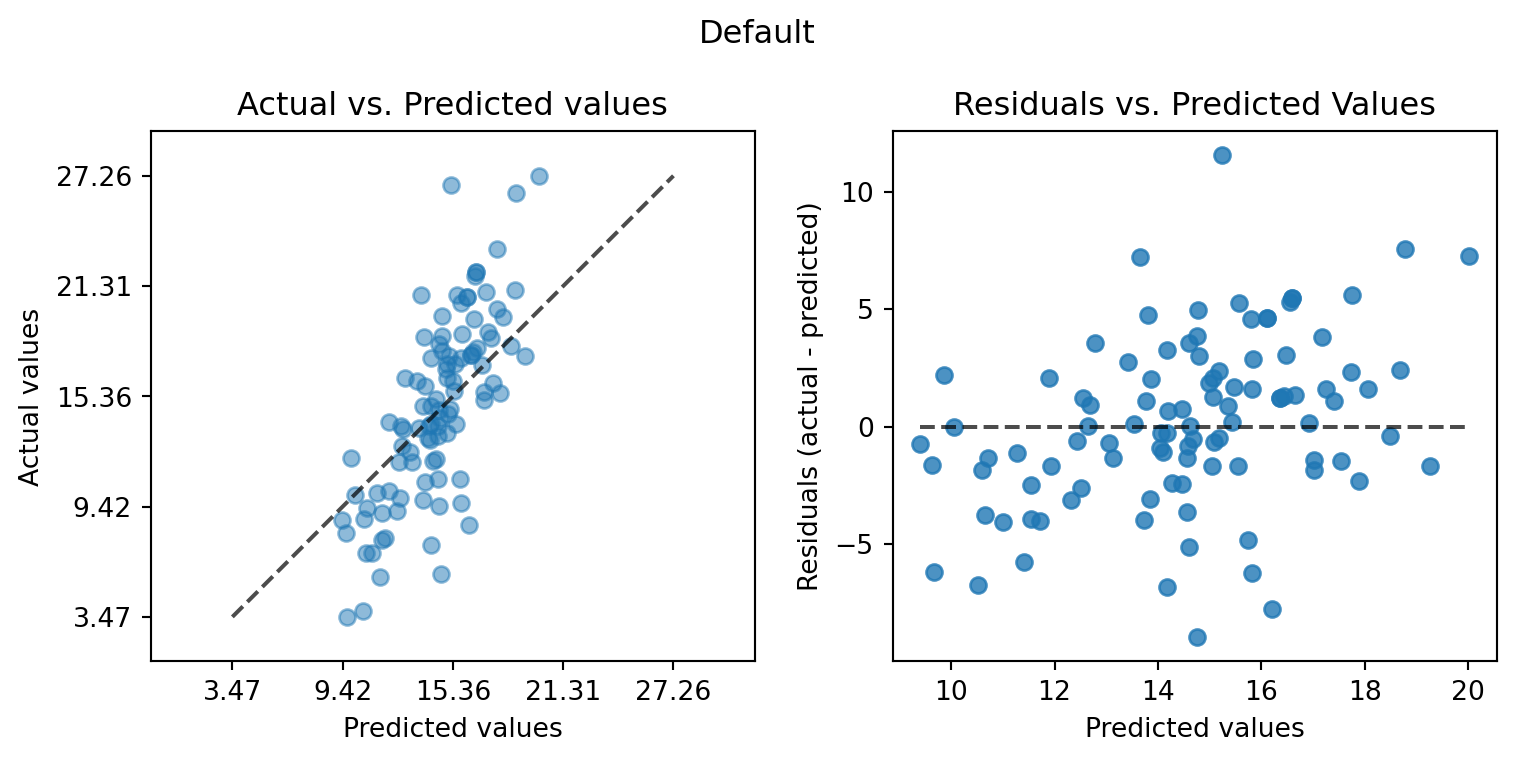 Default
Actual vs. Predicted values
Actual values
27.26
21.31
15.36
9.42
3.47
3.47 9.42 15.36 21.31 27.26
Predicted values
Residuals vs. Predicted Values
Residuals (actual - predicted)
10
5
0
−5
10 12 14 16 18 20
Predicted values